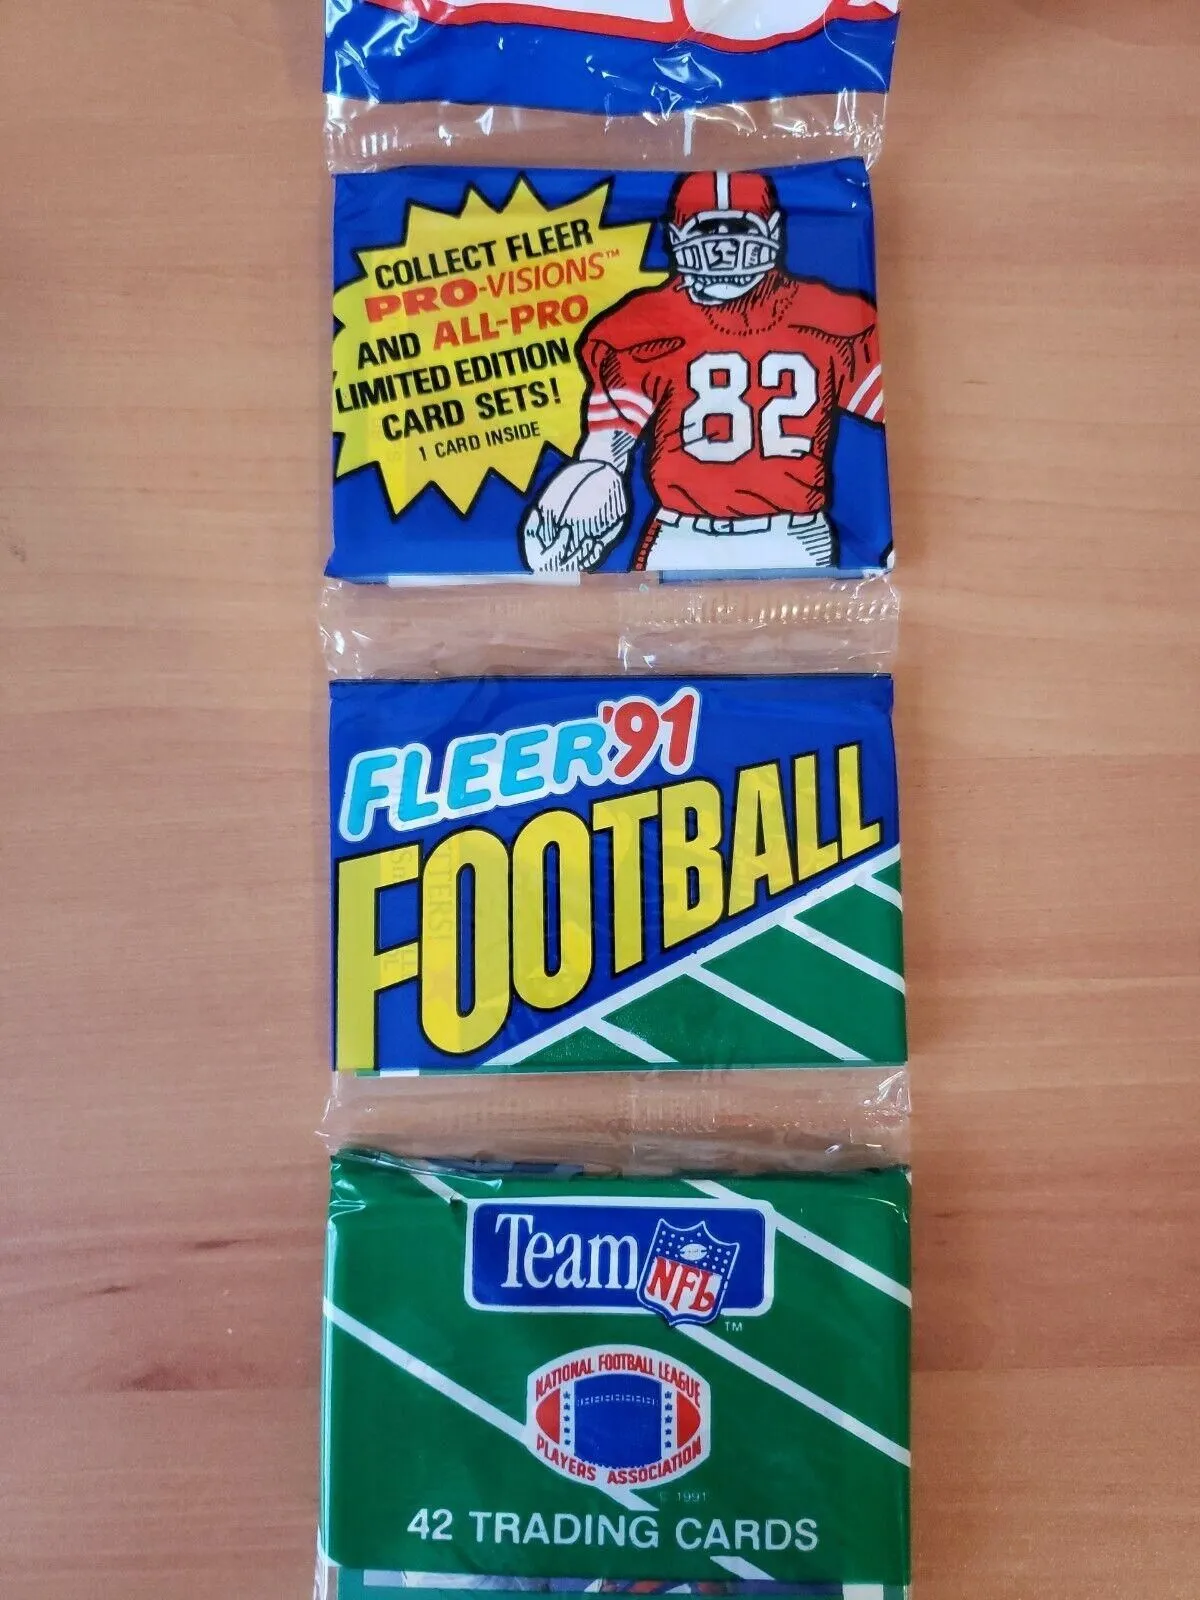 COLLECT FLEER
PRO-VISIONS™
AND ALL-PRO
LIMITED EDITION
CARD SETS!
1 CARD INSIDE
82
FLEER '91
FOOTBALL
Team NFL
TM
NATIONAL FOOTBALL LEAGUE
PLAYERS ASSOCIATION
© 1991
42 TRADING CARDS